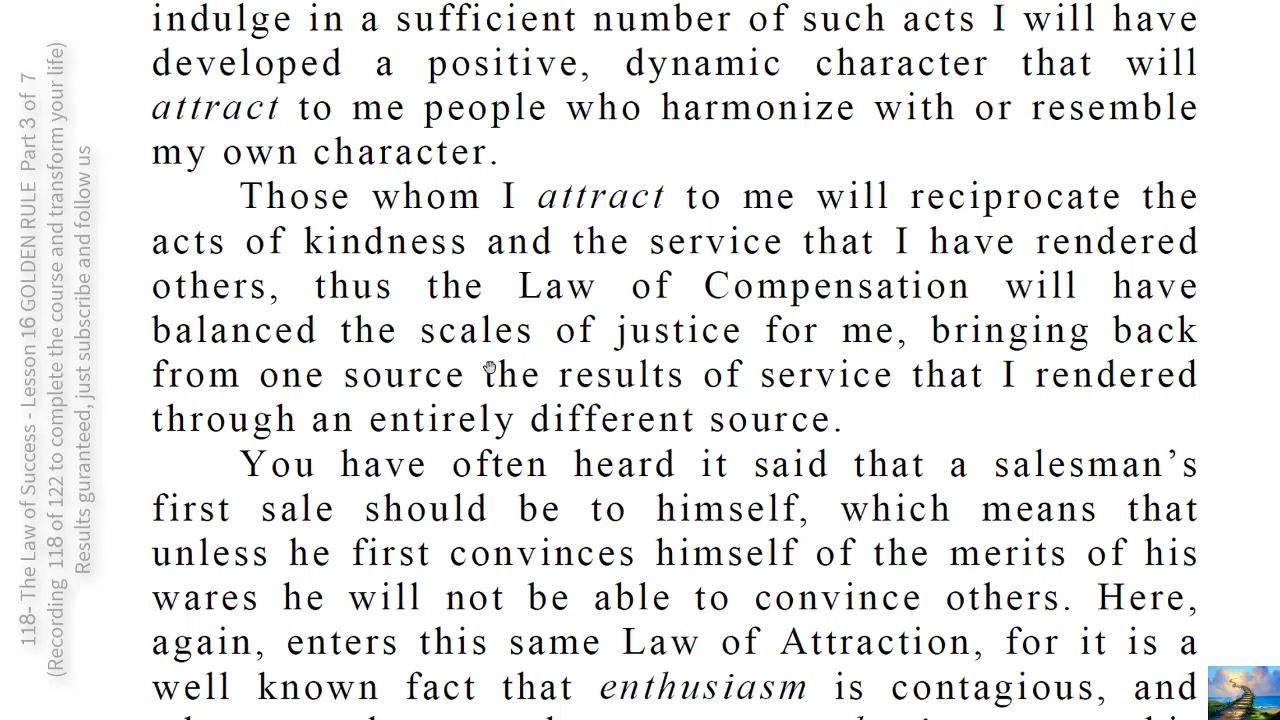 indulge in a sufficient number of such acts I will have
developed a positive, dynamic character that will
attract to me people who harmonize with or resemble
my own character.
Those whom I attract to me will reciprocate the
acts of kindness and the service that I have rendered
others, thus the Law of Compensation will have
balanced the scales of justice for me, bringing back
from one source the results of service that I rendered
through an entirely different source.
You have often heard it said that a salesman’s
first sale should be to himself, which means that
unless he first convinces himself of the merits of his
wares he will not be able to convince others. Here,
again, enters this same Law of Attraction, for it is a
well known fact that enthusiasm is contagious, and
118- The Law of Success - Lesson 16 GOLDEN RULE Part 3 of 7
(Recording 118 of 122 to complete the course and transform your life)
Results guranteed, just subscribe and follow us